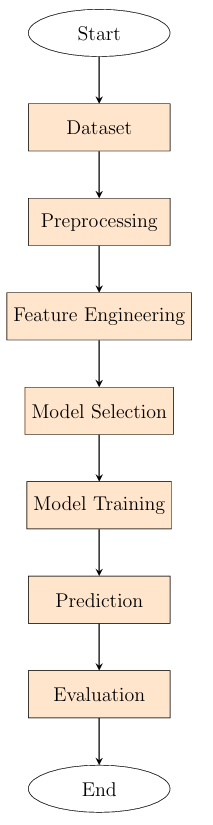 Start
Dataset
Preprocessing
Feature Engineering
Model Selection
Model Training
Prediction
Evaluation
End